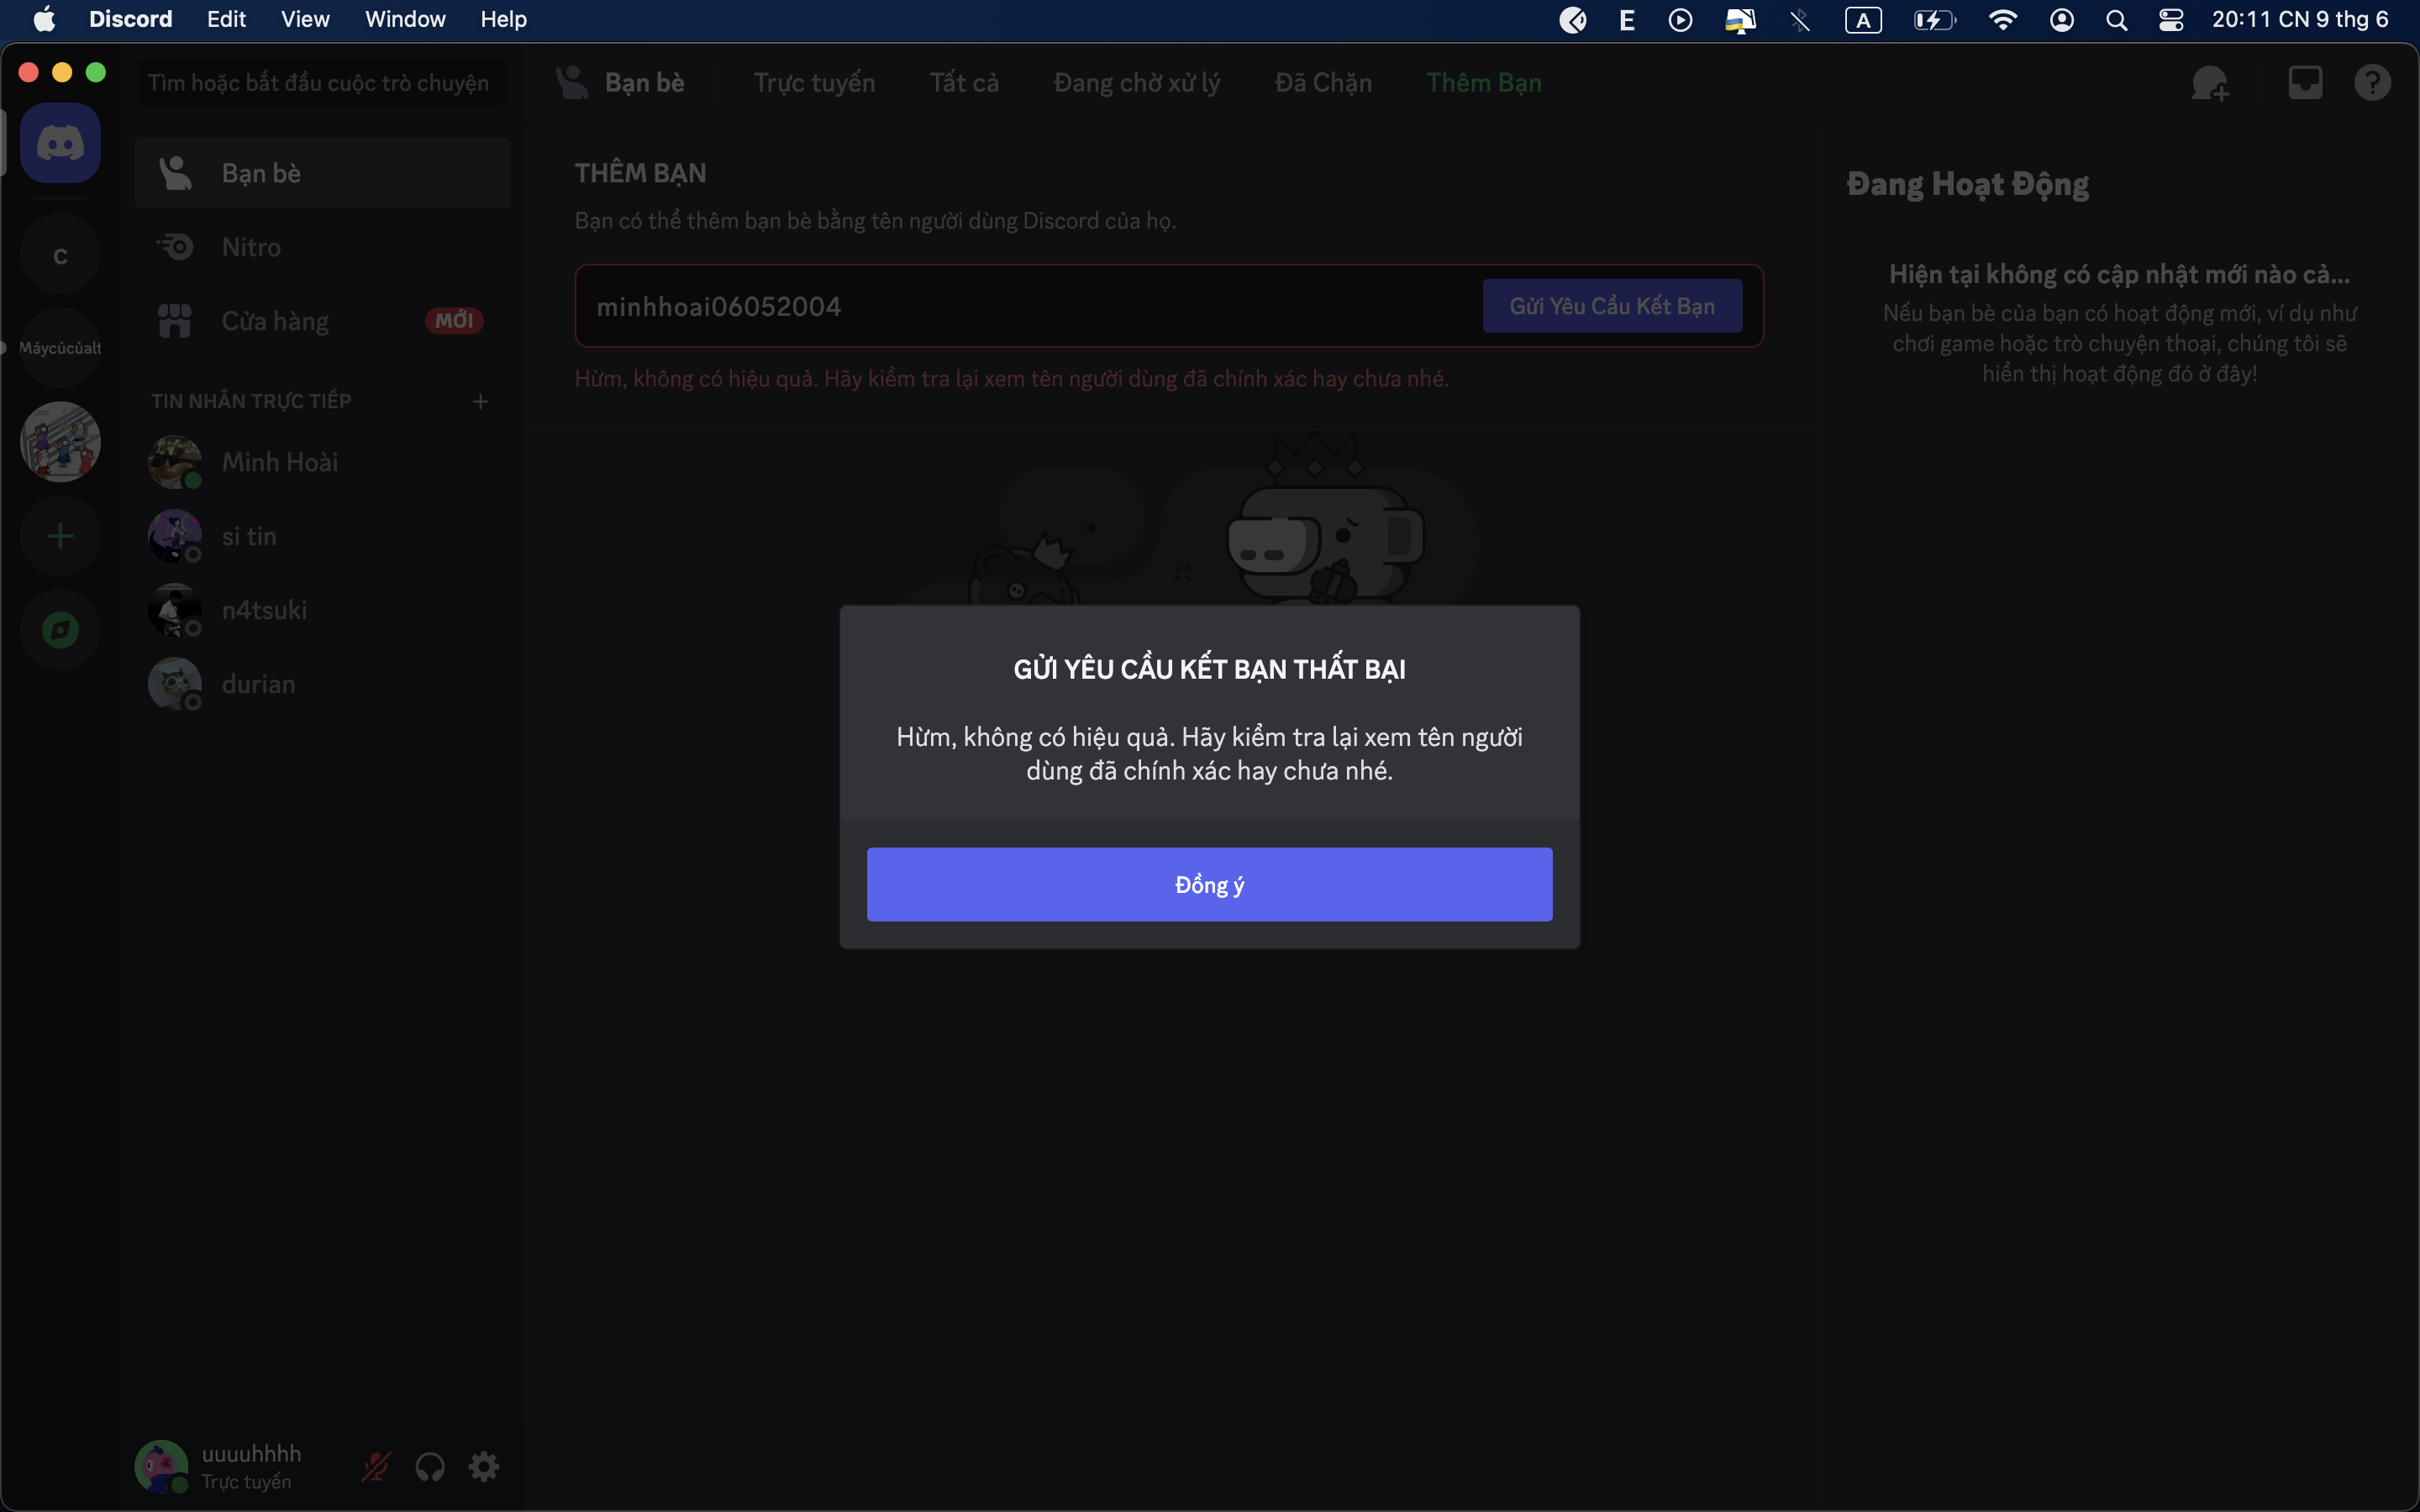 Discord Edit View Window Help
E A 20:11 CN 9 thg 6
Tìm hoặc bắt đầu cuộc trò chuyện
Bạn bè Trực tuyến Tất cả Đang chờ xử lý Đã Chặn Thêm Bạn
Bạn bè
Nitro
Cửa hàng MỚI
C
Máycủcủalt
TIN NHẮN TRỰC TIẾP
Minh Hoài
si tin
n4tsuki
durian
THÊM BẠN
Bạn có thể thêm bạn bè bằng tên người dùng Discord của họ.
minhhoai06052004 Gửi Yêu Cầu Kết Bạn
Hừm, không có hiệu quả. Hãy kiểm tra lại xem tên người dùng đã chính xác hay chưa nhé.
Đang Hoạt Động
Hiện tại không có cập nhật mới nào cả...
Nếu bạn bè của bạn có hoạt động mới, ví dụ như
chơi game hoặc trò chuyện thoại, chúng tôi sẽ
hiển thị hoạt động đó ở đây!
GỬI YÊU CẦU KẾT BẠN THẤT BẠI
Hừm, không có hiệu quả. Hãy kiểm tra lại xem tên người
dùng đã chính xác hay chưa nhé.
Đồng ý
uuuuhhhh
Trực tuyến